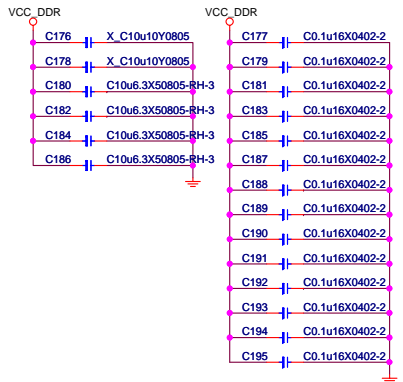 VCC_DDR VCC_DDR
C176 X_C10u10Y0805 C177 C0.1u16X0402-2
C178 X_C10u10Y0805 C179 C0.1u16X0402-2
C180 C10u6.3X50805-RH-3 C181 C0.1u16X0402-2
C182 C10u6.3X50805-RH-3 C183 C0.1u16X0402-2
C184 C10u6.3X50805-RH-3 C185 C0.1u16X0402-2
C186 C10u6.3X50805-RH-3 C187 C0.1u16X0402-2
C188 C0.1u16X0402-2
C189 C0.1u16X0402-2
C190 C0.1u16X0402-2
C191 C0.1u16X0402-2
C192 C0.1u16X0402-2
C193 C0.1u16X0402-2
C194 C0.1u16X0402-2
C195 C0.1u16X0402-2